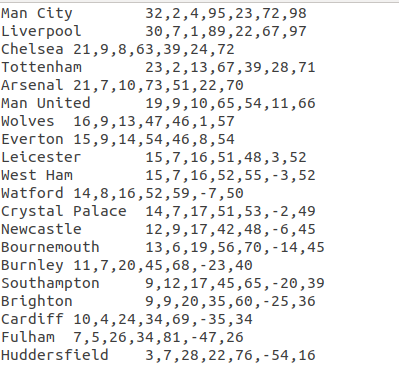 Man City 32,2,4,95,23,72,98
Liverpool 30,7,1,89,22,67,97
Chelsea 21,9,8,63,39,24,72
Tottenham 23,2,13,67,39,28,71
Arsenal 21,7,10,73,51,22,70
Man United 19,9,10,65,54,11,66
Wolves 16,9,13,47,46,1,57
Everton 15,9,14,54,46,8,54
Leicester 15,7,16,51,48,3,52
West Ham 15,7,16,52,55,-3,52
Watford 14,8,16,52,59,-7,50
Crystal Palace 14,7,17,51,53,-2,49
Newcastle 12,9,17,42,48,-6,45
Bournemouth 13,6,19,56,70,-14,45
Burnley 11,7,20,45,68,-23,40
Southampton 9,12,17,45,65,-20,39
Brighton 9,9,20,35,60,-25,36
Cardiff 10,4,24,34,69,-35,34
Fulham 7,5,26,34,81,-47,26
Huddersfield 3,7,28,22,76,-54,16